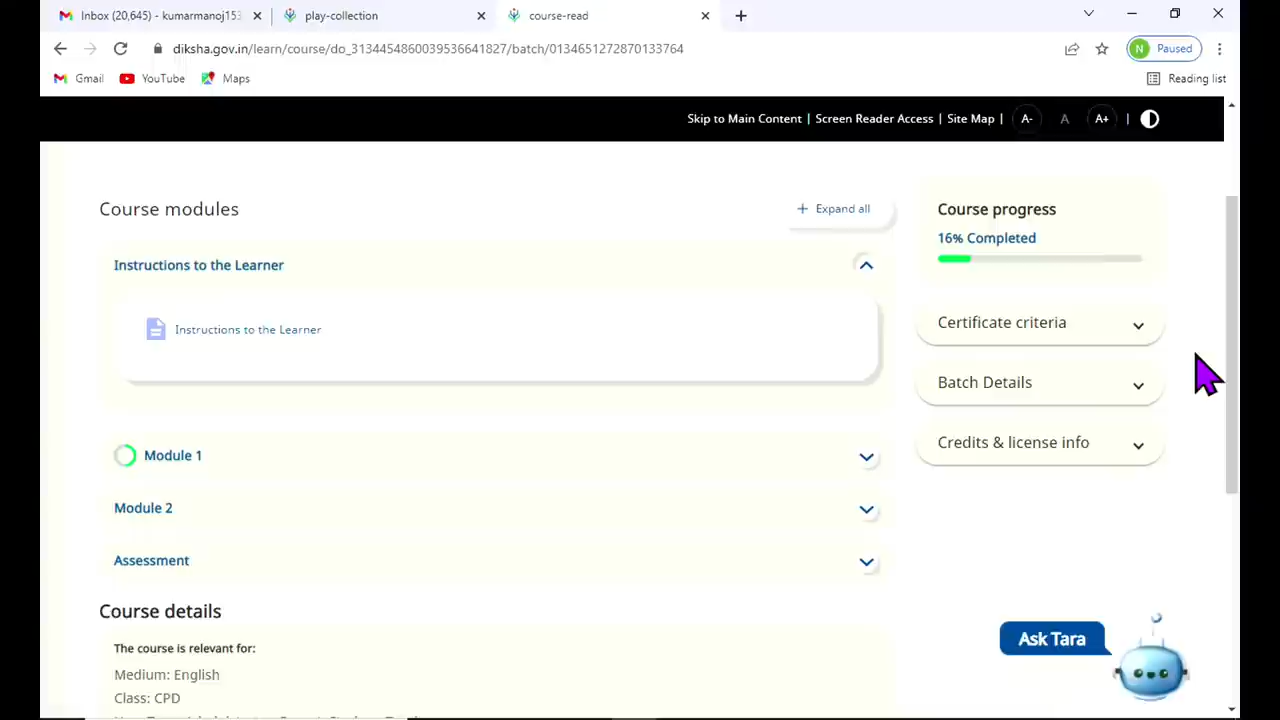 Inbox (20,645) - kumarmanoj153
play-collection
course-read
diksha.gov.in/learn/course/do_3134454860039536641827/batch/0134651272870133764
N Paused
Gmail YouTube Maps Reading list
Skip to Main Content | Screen Reader Access | Site Map | A- A A+ |
Course modules
+ Expand all
Instructions to the Learner
Instructions to the Learner
Module 1
Module 2
Assessment
Course details
The course is relevant for:
Medium: English
Class: CPD
Course progress
16% Completed
Certificate criteria
Batch Details
Credits & license info
Ask Tara